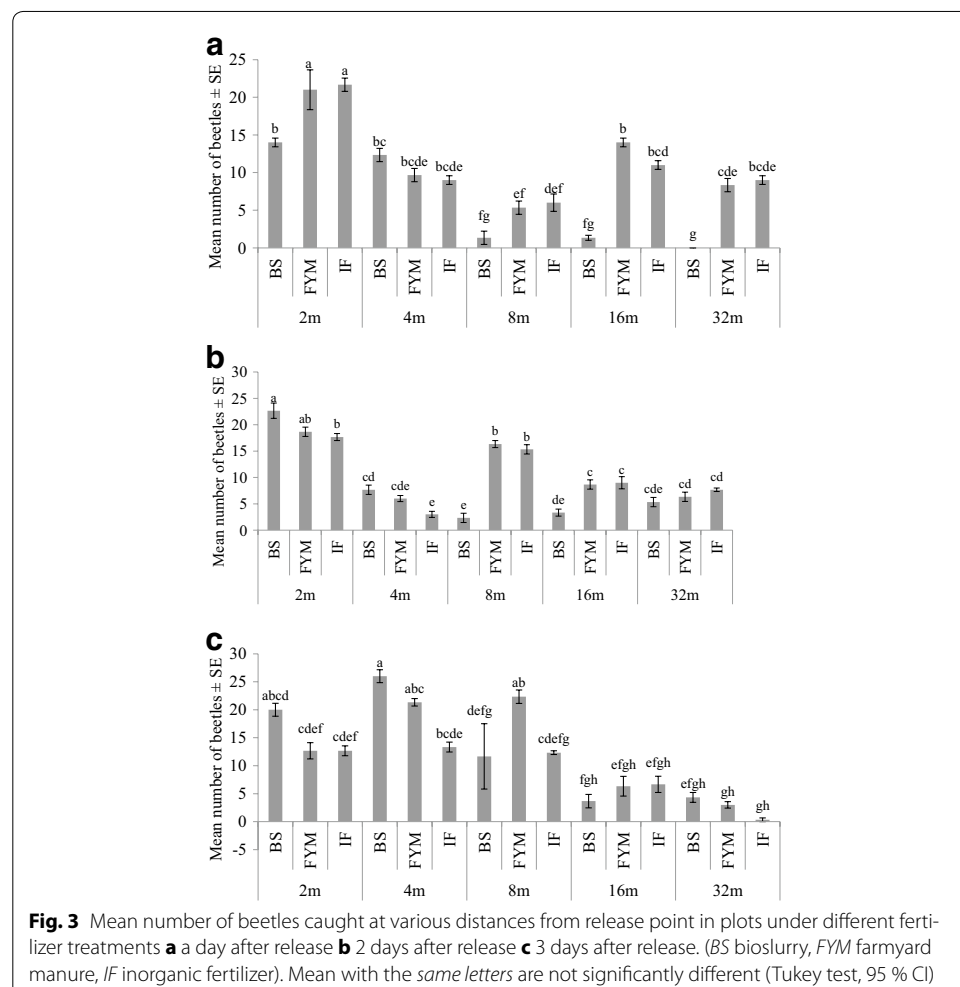 a
Mean number of beetles ± SE
25
20
15
10
5
0
b a a bc bcde bcde fg ef def fg b bcd g cde bcde
BS FYM IF BS FYM IF BS FYM IF BS FYM IF BS FYM IF
2m 4m 8m 16m 32m
b
Mean number of beetles ± SE
30
25
20
15
10
5
0
a ab b cd cde e e b b de c c cde cd cd
BS FYM IF BS FYM IF BS FYM IF BS FYM IF BS FYM IF
2m 4m 8m 16m 32m
c
Mean number of beetles ± SE
30
25
20
15
10
5
0
-5
abcd cdef cdef a abc bcde defg ab cdefg fgh efgh efgh efgh gh gh
BS FYM IF BS FYM IF BS FYM IF BS FYM IF BS FYM IF
2m 4m 8m 16m 32m
Fig. 3 Mean number of beetles caught at various distances from release point in plots under different ferti-
lizer treatments a a day after release b 2 days after release c 3 days after release. (BS bioslurry, FYM farmyard
manure, IF inorganic fertilizer). Mean with the same letters are not significantly different (Tukey test, 95 % CI)